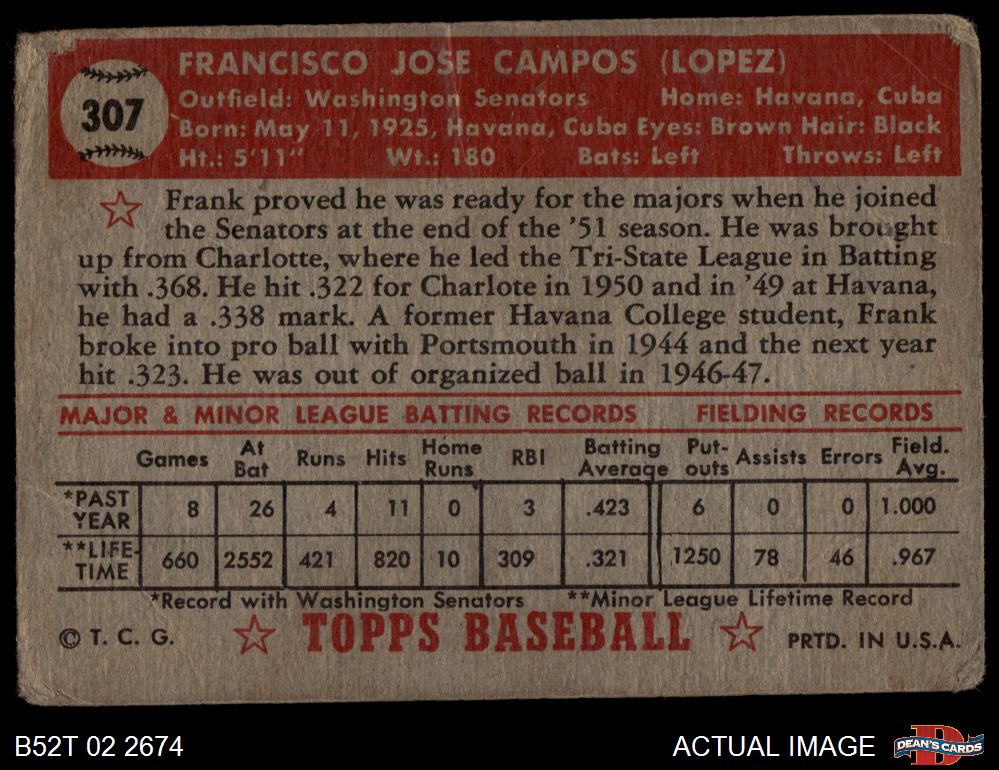 307
FRANCISCO JOSE CAMPOS (LOPEZ)
Outfield: Washington Senators Home: Havana, Cuba
Born: May 11, 1925, Havana, Cuba Eyes: Brown Hair: Black
Ht.: 5'11" Wt.: 180 Bats: Left Throws: Left
Frank proved he was ready for the majors when he joined
the Senators at the end of the '51 season. He was brought
up from Charlotte, where he led the Tri-State League in Batting
with .368. He hit .322 for Charlote in 1950 and in '49 at Havana,
he had a .338 mark. A former Havana College student, Frank
broke into pro ball with Portsmouth in 1944 and the next year
hit .323. He was out of organized ball in 1946-47.
MAJOR & MINOR LEAGUE BATTING RECORDS FIELDING RECORDS
Games At Bat Runs Hits Home Runs RBI Batting Average Put-outs Assists Errors Field. Avg.
*PAST YEAR 8 26 4 11 0 3 .423 6 0 0 1.000
**LIFE-TIME 660 2552 421 820 10 309 .321 1250 78 46 .967
*Record with Washington Senators **Minor League Lifetime Record
© T. C. G. TOPPS BASEBALL PRTD. IN U.S.A.
B52T 02 2674 ACTUAL IMAGE DEAN'S CARDS